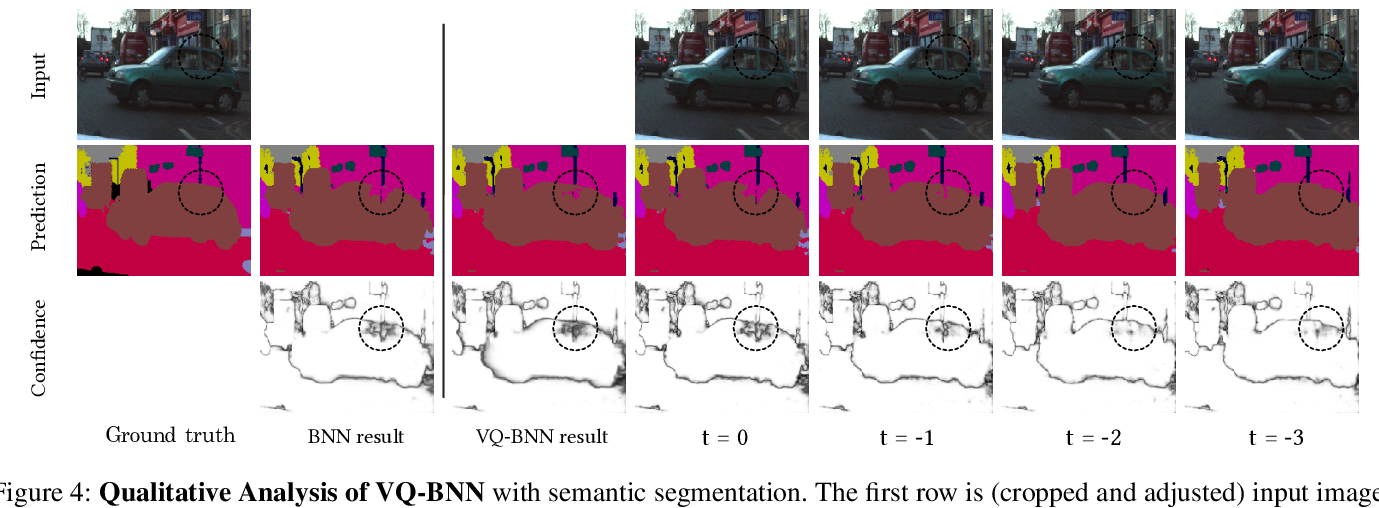 Input
Prediction
Confidence
Ground truth
BNN result
VQ-BNN result
t = 0
t = -1
t = -2
t = -3
Figure 4: Qualitative Analysis of VQ-BNN with semantic segmentation. The first row is (cropped and adjusted) input image